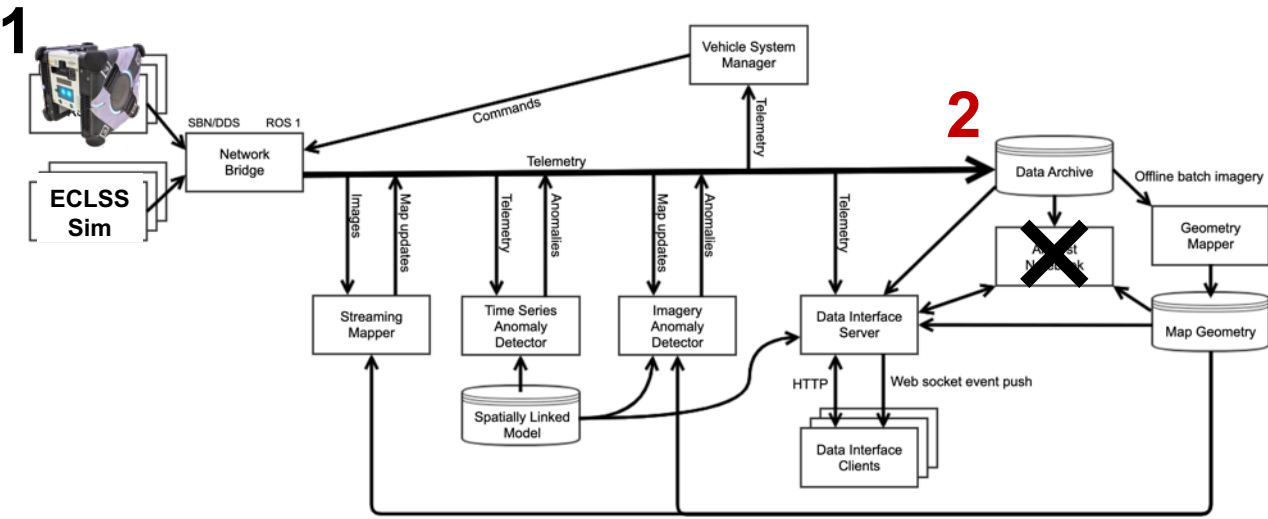 1
Vehicle System
Manager
Commands
Telemetry
2
SBN/DDS
ROS 1
Network
Bridge
ECLSS
Sim
Telemetry
Data Archive
Offline batch imagery
Images
Map updates
Telemetry
Anomalies
Map updates
Anomalies
Telemetry
Geometry
Mapper
Streaming
Mapper
Time Series
Anomaly
Detector
Imagery
Anomaly
Detector
Data Interface
Server
Map Geometry
HTTP
Web socket event push
Spatially Linked
Model
Data Interface
Clients